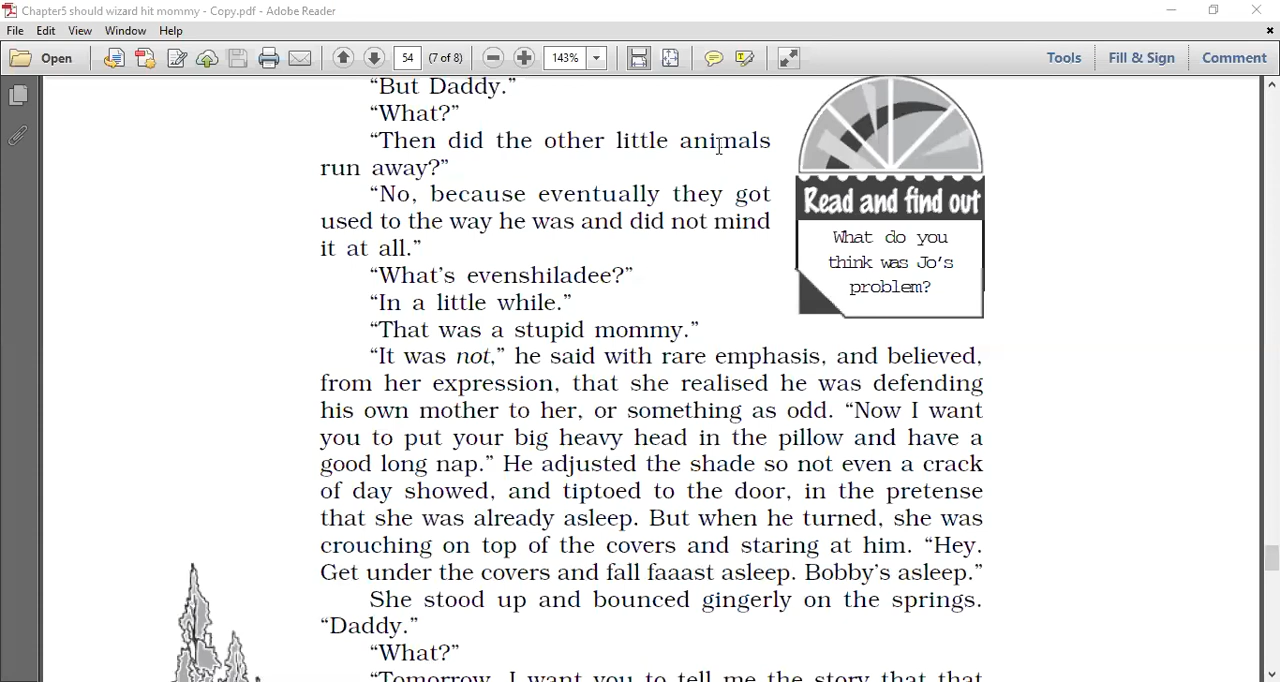 Chapter5 should wizard hit mommy - Copy.pdf - Adobe Reader
File Edit View Window Help
Open 54 (7 of 8) 143% Tools Fill & Sign Comment
“But Daddy.”
“What?”
“Then did the other little animals
run away?”
“No, because eventually they got
used to the way he was and did not mind
it at all.”
“What’s evenshiladee?”
“In a little while.”
“That was a stupid mommy.”
Read and find out
What do you
think was Jo’s
problem?
“It was not,” he said with rare emphasis, and believed,
from her expression, that she realised he was defending
his own mother to her, or something as odd. “Now I want
you to put your big heavy head in the pillow and have a
good long nap.” He adjusted the shade so not even a crack
of day showed, and tiptoed to the door, in the pretense
that she was already asleep. But when he turned, she was
crouching on top of the covers and staring at him. “Hey.
Get under the covers and fall faaast asleep. Bobby’s asleep.”
She stood up and bounced gingerly on the springs.
“Daddy.”
“What?”
“Tomorrow, I want you to tell me the story that that